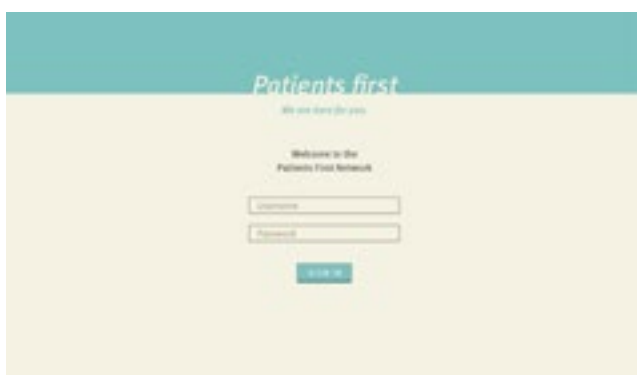 Patients first
We are here for you.
Welcome to the
Patients First Network
Username
Password
SIGN IN